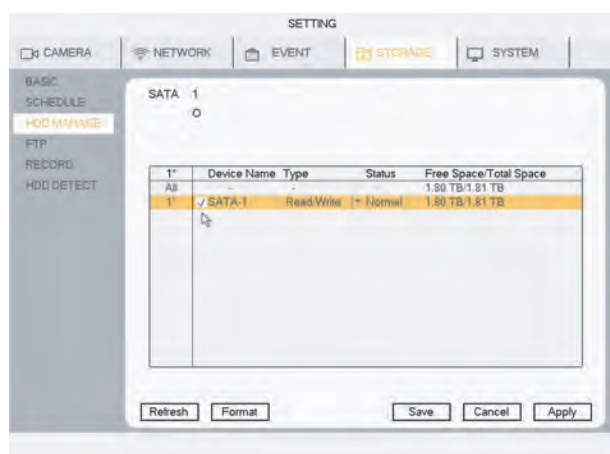 SETTING
CAMERA NETWORK EVENT STORAGE SYSTEM
BASIC
SCHEDULE
HDD MANAGE
FTP
RECORD
HDD DETECT
SATA 1
O
1* Device Name Type Status Free Space/Total Space
All - - - 1.80 TB/1.81 TB
1* SATA-1 Read/Write Normal 1.80 TB/1.81 TB
Refresh Format Save Cancel Apply